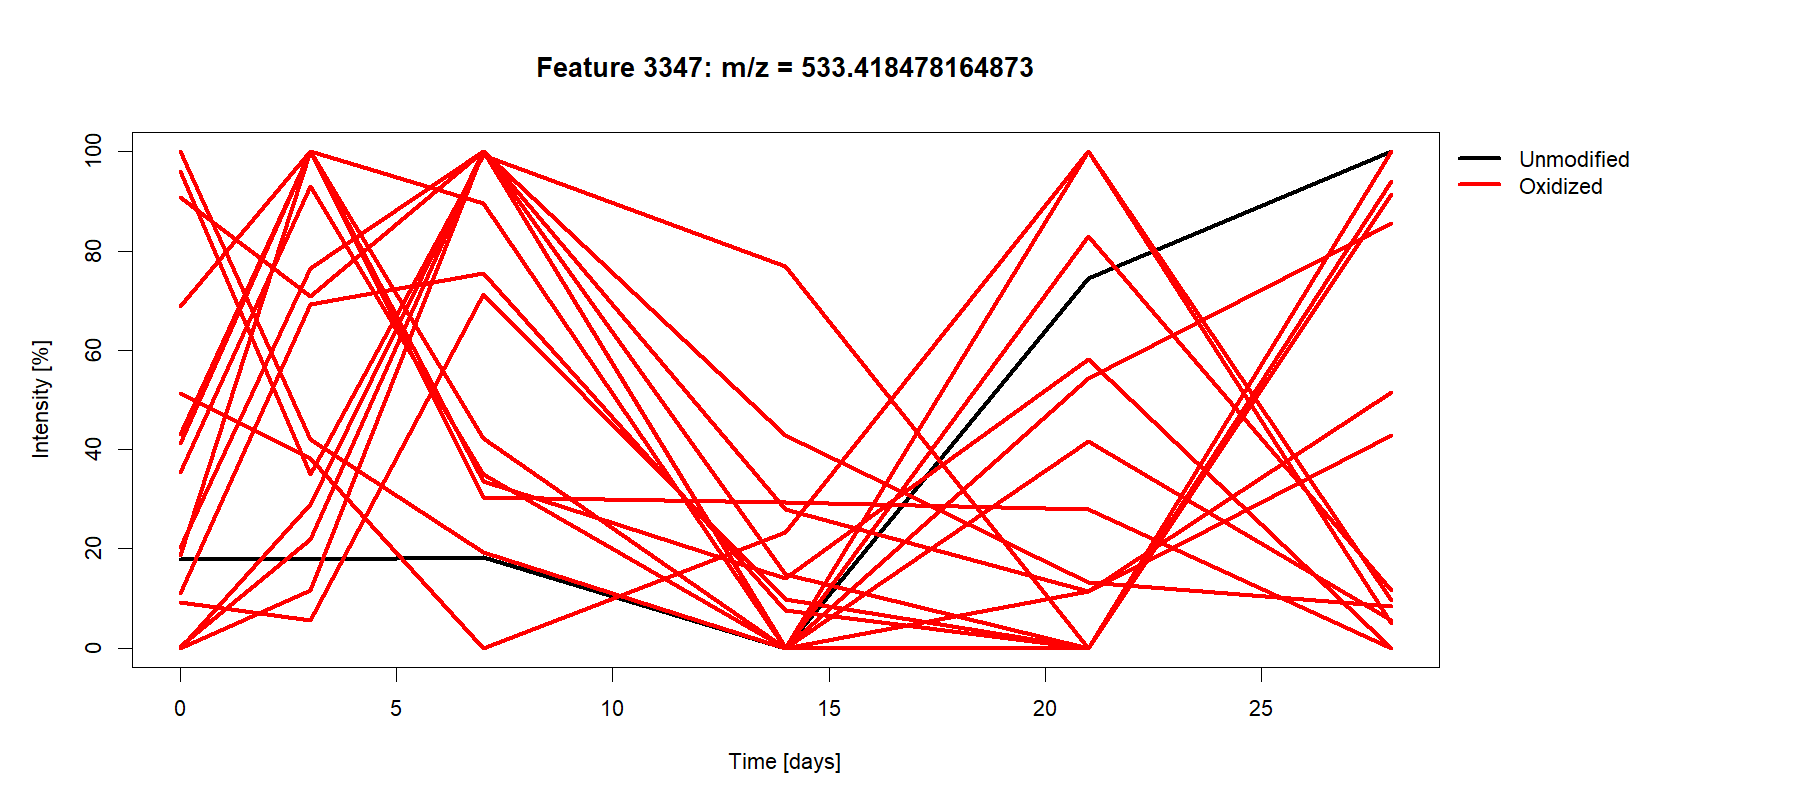 Feature 3347: m/z = 533.418478164873
Unmodified
Oxidized
Intensity [%]
100
80
60
40
20
0
0 5 10 15 20 25
Time [days]